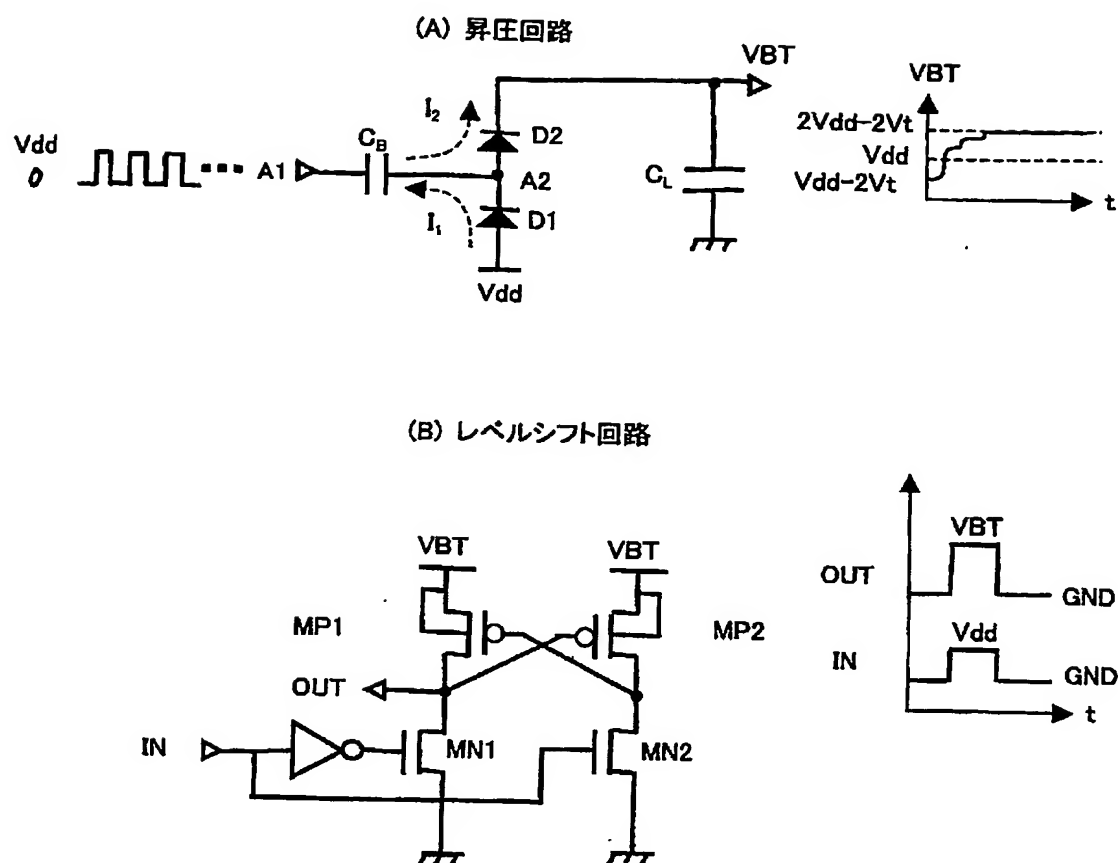 (A) 昇圧回路
Vdd
0
A1
CB
I2
I1
D2
A2
D1
Vdd
VBT
CL
VBT
2Vdd-2Vt
Vdd
Vdd-2Vt
t
(B) レベルシフト回路
VBT
VBT
MP1
MP2
OUT
IN
MN1
MN2
OUT
VBT
GND
IN
Vdd
GND
t